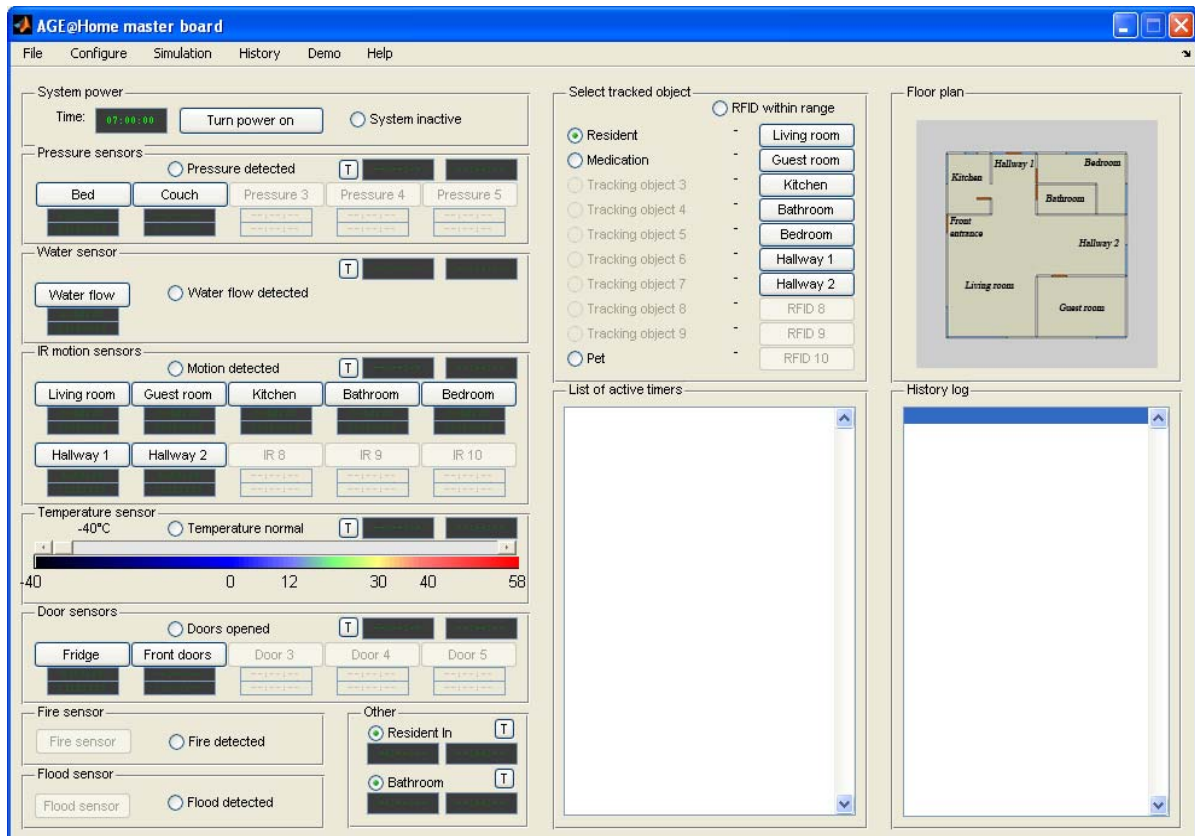 AGE@Home master board
File Configure Simulation History Demo Help
System power
Time: 07:00:00 Turn power on System inactive
Pressure sensors
Pressure detected T
Bed Couch Pressure 3 Pressure 4 Pressure 5
--:--:-- --:--:-- --:--:--
--:--:-- --:--:-- --:--:--
Water sensor
T
Water flow Water flow detected
IR motion sensors
Motion detected T
Living room Guest room Kitchen Bathroom Bedroom
Hallway 1 Hallway 2 IR 8 IR 9 IR 10
--:--:-- --:--:-- --:--:--
--:--:-- --:--:-- --:--:--
Temperature sensor
-40°C Temperature normal T
-40 0 12 30 40 58
Door sensors
Doors opened T
Fridge Front doors Door 3 Door 4 Door 5
--:--:-- --:--:-- --:--:--
--:--:-- --:--:-- --:--:--
Fire sensor
Fire sensor Fire detected
Flood sensor
Flood sensor Flood detected
Other
Resident In T
Bathroom T
Select tracked object
RFID within range
Resident - Living room
Medication - Guest room
Tracking object 3 - Kitchen
Tracking object 4 - Bathroom
Tracking object 5 - Bedroom
Tracking object 6 - Hallway 1
Tracking object 7 - Hallway 2
Tracking object 8 - RFID 8
Tracking object 9 - RFID 9
Pet - RFID 10
List of active timers
Floor plan
Hallway 1 Bedroom
Kitchen
Bathroom
Front
entrance
Hallway 2
Living room
Guest room
History log